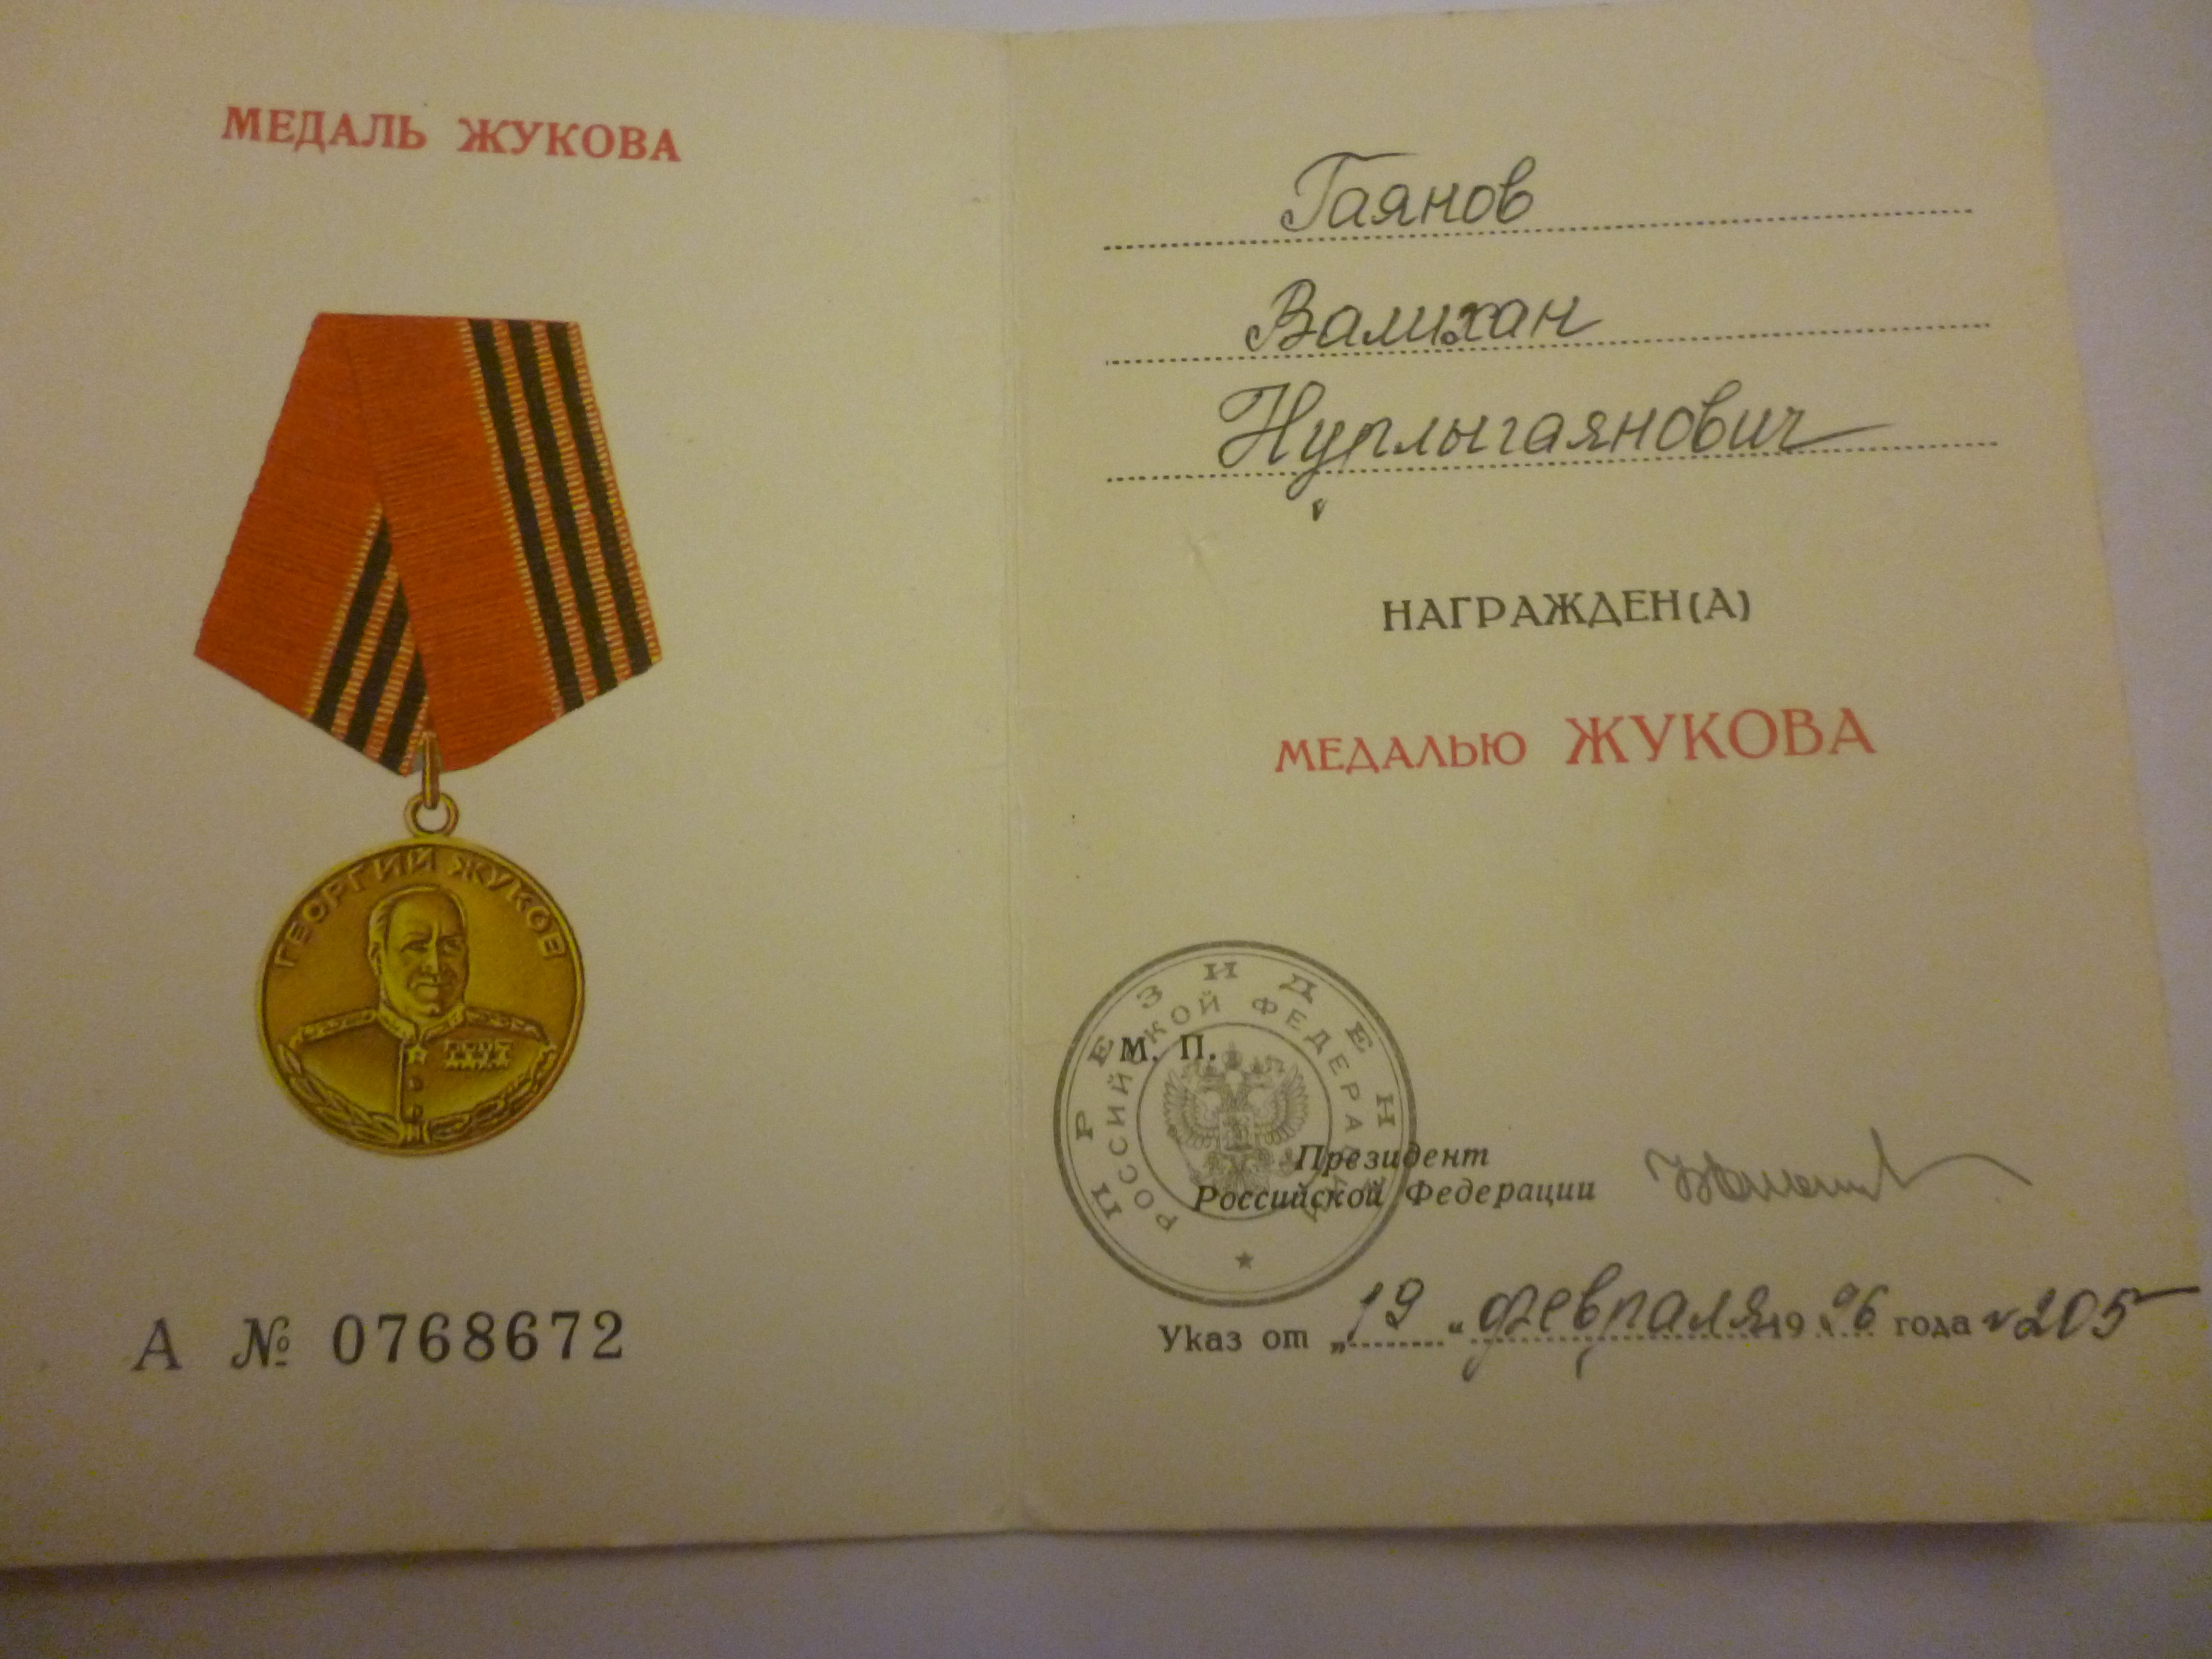 МЕДАЛЬ ЖУКОВА
ГЕОРГИЙ ЖУКОВ
А № 0768672
Гаянов
Валихан
Нурлыгаянович
НАГРАЖДЕН(А)
МЕДАЛЬЮ ЖУКОВА
ПРЕЗИДЕНТ
РОССИЙСКОЙ ФЕДЕРАЦИИ
М. П.
Президент
Российской Федерации
Указ от „19“ февраля 1996 года № 205